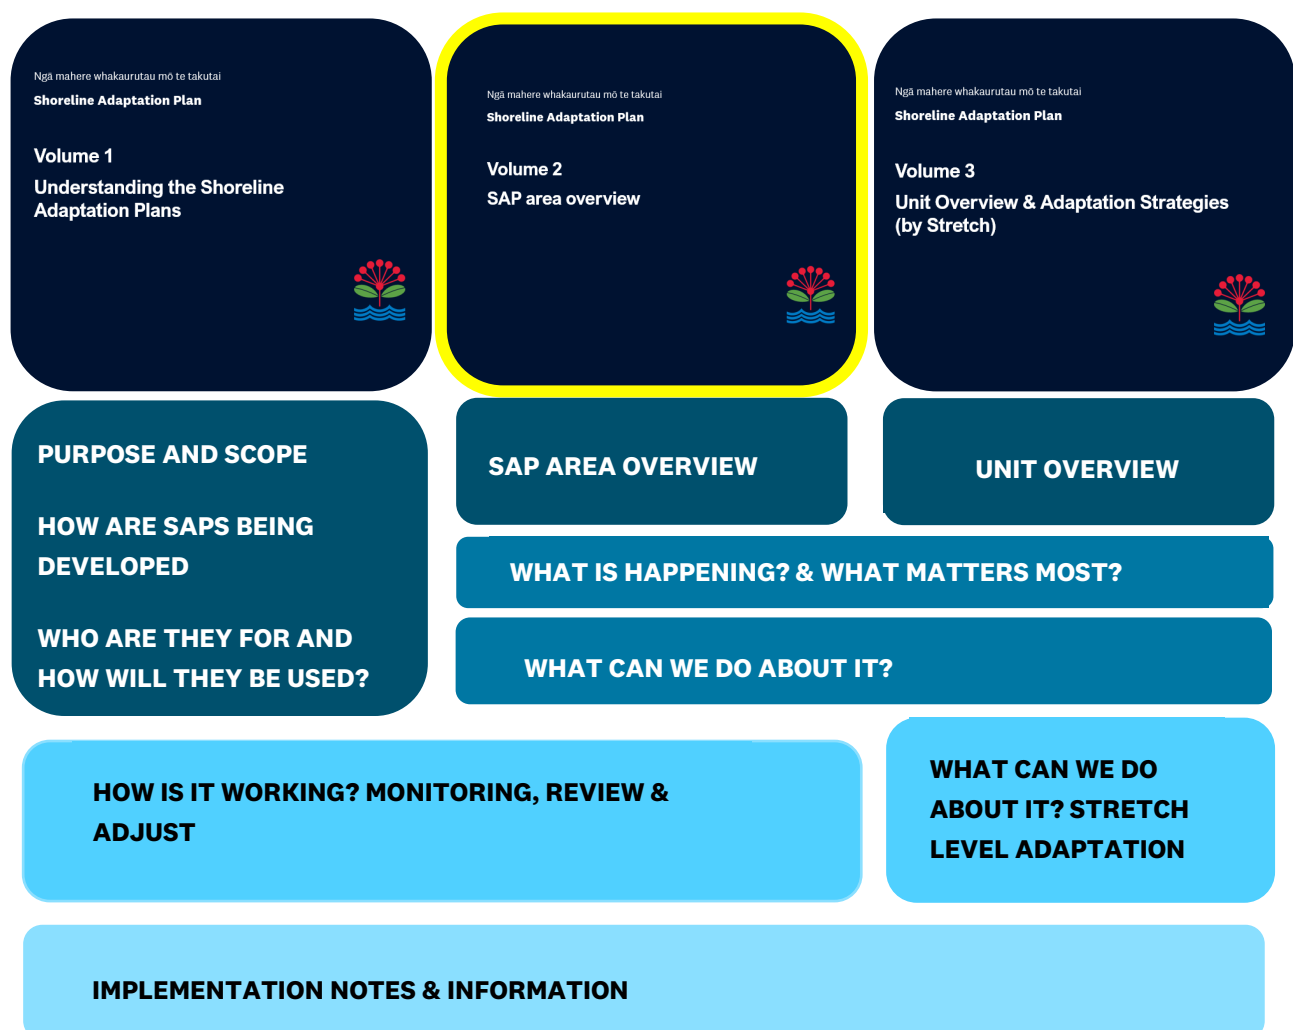 Ngā mahere whakaurutau mō te takutai
Shoreline Adaptation Plan
Volume 1
Understanding the Shoreline
Adaptation Plans
Ngā mahere whakaurutau mō te takutai
Shoreline Adaptation Plan
Volume 2
SAP area overview
Ngā mahere whakaurutau mō te takutai
Shoreline Adaptation Plan
Volume 3
Unit Overview & Adaptation Strategies
(by Stretch)
PURPOSE AND SCOPE
HOW ARE SAPS BEING
DEVELOPED
WHO ARE THEY FOR AND
HOW WILL THEY BE USED?
SAP AREA OVERVIEW
UNIT OVERVIEW
WHAT IS HAPPENING? & WHAT MATTERS MOST?
WHAT CAN WE DO ABOUT IT?
HOW IS IT WORKING? MONITORING, REVIEW &
ADJUST
WHAT CAN WE DO
ABOUT IT? STRETCH
LEVEL ADAPTATION
IMPLEMENTATION NOTES & INFORMATION